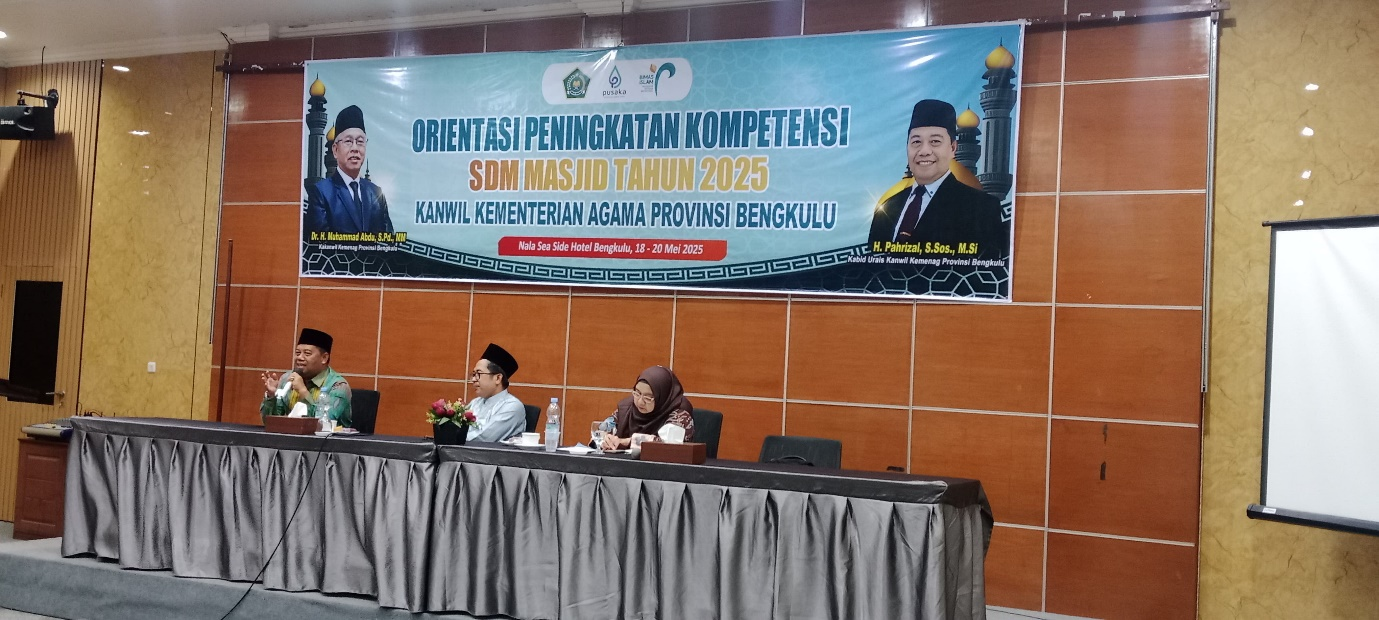 pusaka
BIMAS
ISLAM
ORIENTASI PENINGKATAN KOMPETENSI
SDM MASJID TAHUN 2025
KANWIL KEMENTERIAN AGAMA PROVINSI BENGKULU
Nala Sea Side Hotel Bengkulu, 18 - 20 Mei 2025
Dr. H. Muhammad Abdu, S.Pd., MM
Kakanwil Kemenag Provinsi Bengkulu
H. Pahrizal, S.Sos., M.Si
Kabid Urais Kanwil Kemenag Provinsi Bengkulu